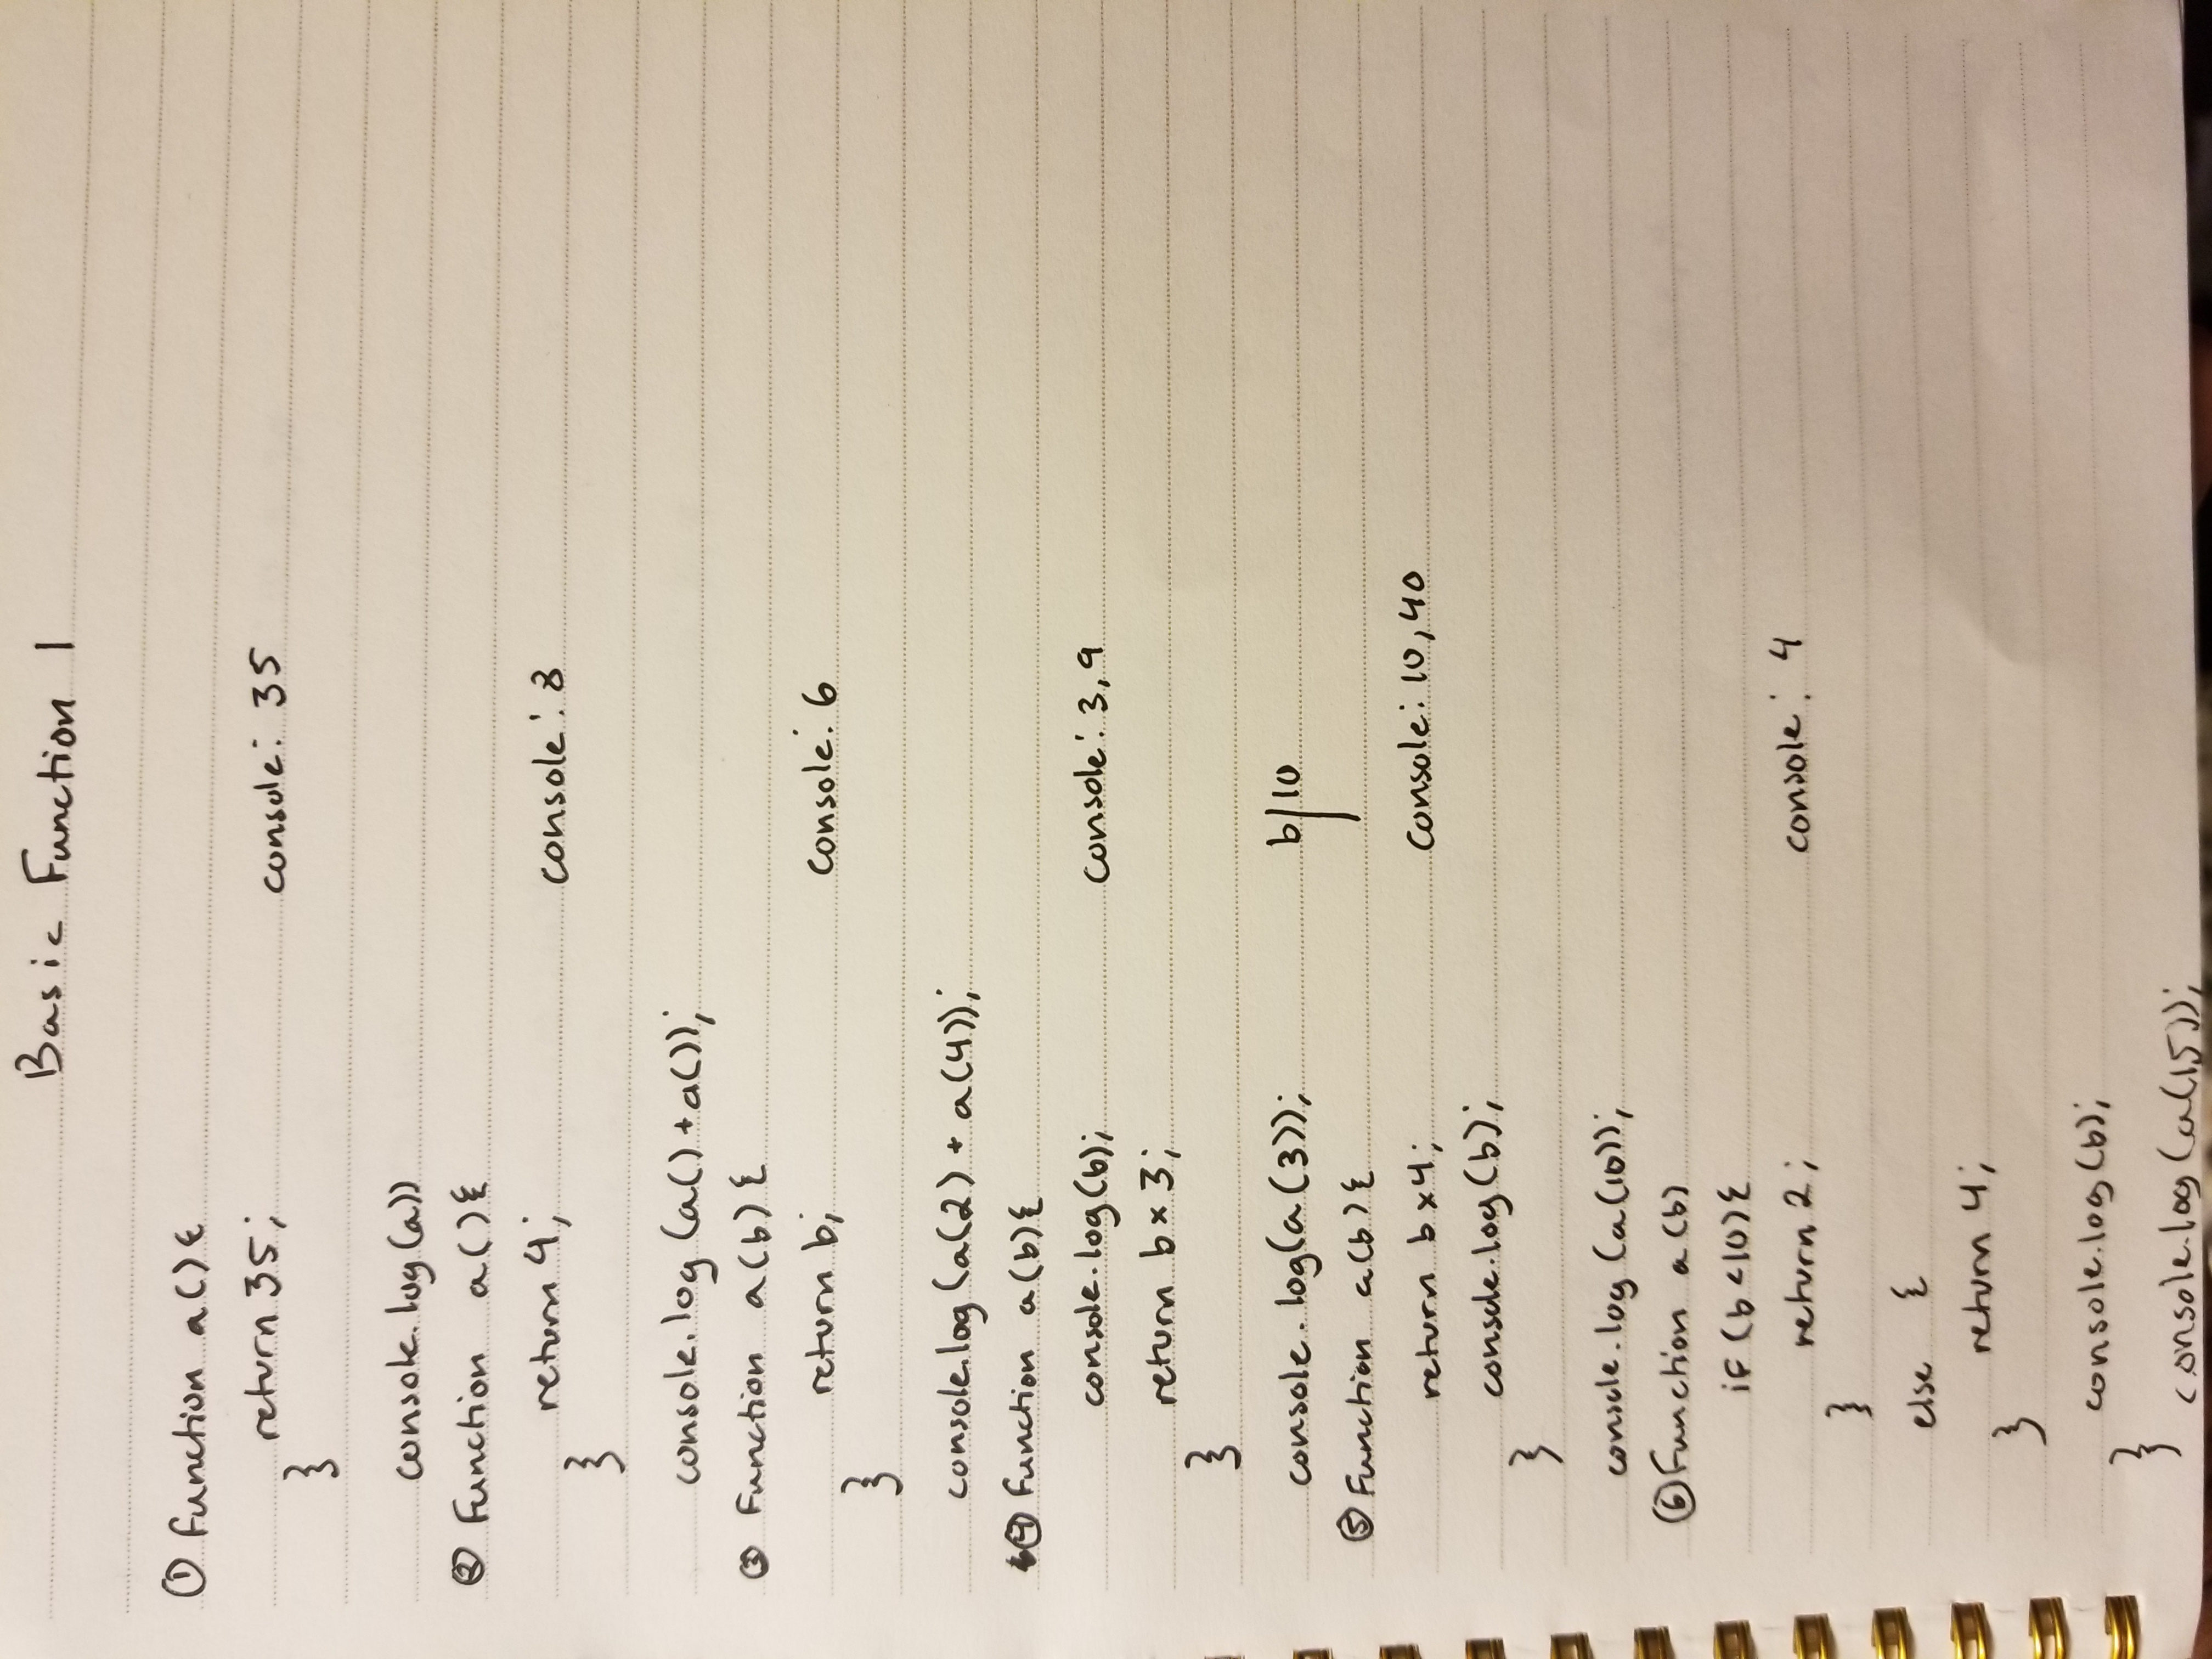 Basic Function 1
① Function a(){
return 35; console: 35
}
console.log(a))
② Function a(){
return 4; console: 8
}
console.log(a()+a());
③ Function a(b){
return b; console: 6
}
console.log(a(2) + a(4));
④ Function a(b){
console.log(b); console: 3,9
return b x 3;
}
console.log(a(3)); b|10
⑤ Function a(b){
return b x4; console: 10,40
console.log(b);
}
console.log(a(10));
⑥ Function a(b)
if (b<10){
return 2; console: 4
}
else {
return 4;
}
console.log(b);
}
console.log(a(15));